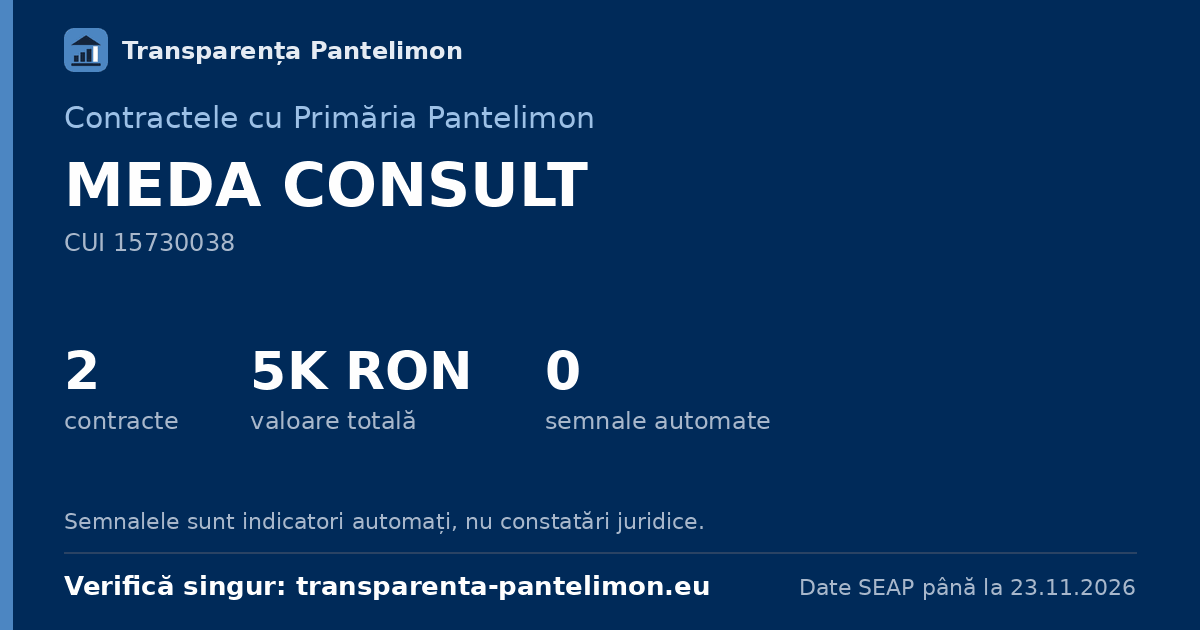 Transparența Pantelimon
Contractele cu Primăria Pantelimon
MEDA CONSULT
CUI 15730038
2
contracte
5K RON
valoare totală
0
semnale automate
Semnalele sunt indicatori automați, nu constatări juridice.
Verifică singur: transparenta-pantelimon.eu
Date SEAP până la 23.11.2026